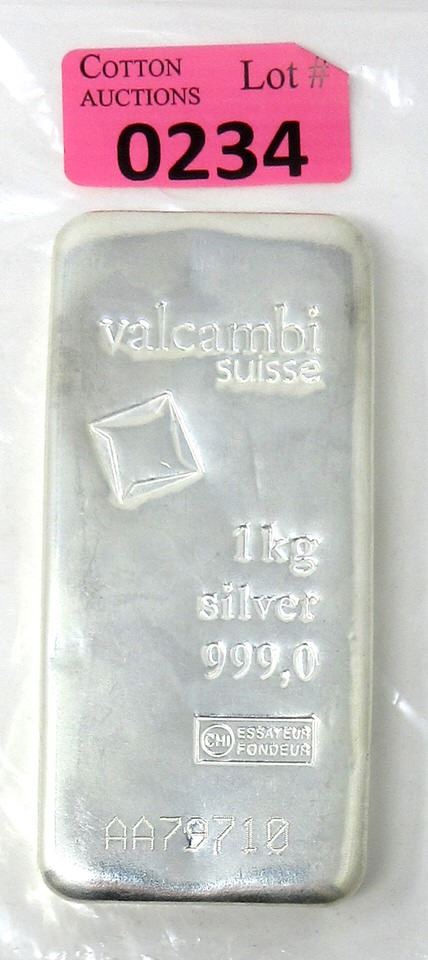 COTTON
AUCTIONS
Lot #
0234
valcambi
suisse
1kg
silver
999,0
CHI ESSAYEUR
FONDEUR
AA79710